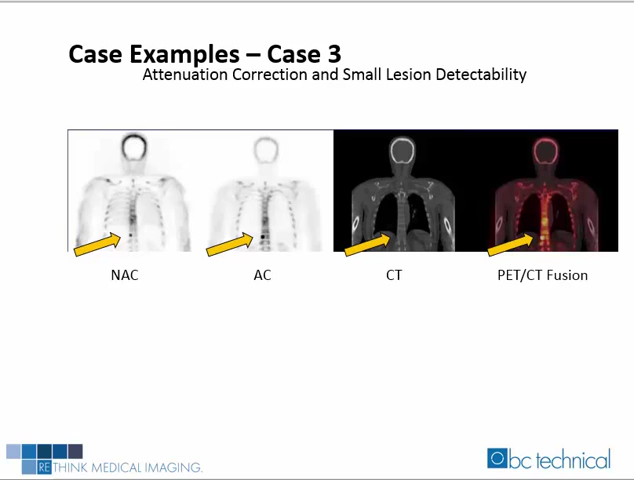 Case Examples – Case 3
Attenuation Correction and Small Lesion Detectability
NAC
AC
CT
PET/CT Fusion
RETHINK MEDICAL IMAGING.
bc technical